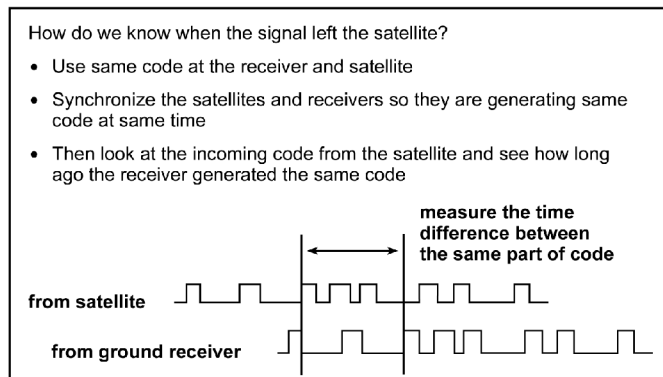 How do we know when the signal left the satellite?
• Use same code at the receiver and satellite
• Synchronize the satellites and receivers so they are generating same
code at same time
• Then look at the incoming code from the satellite and see how long
ago the receiver generated the same code
measure the time
difference between
the same part of code
from satellite
from ground receiver